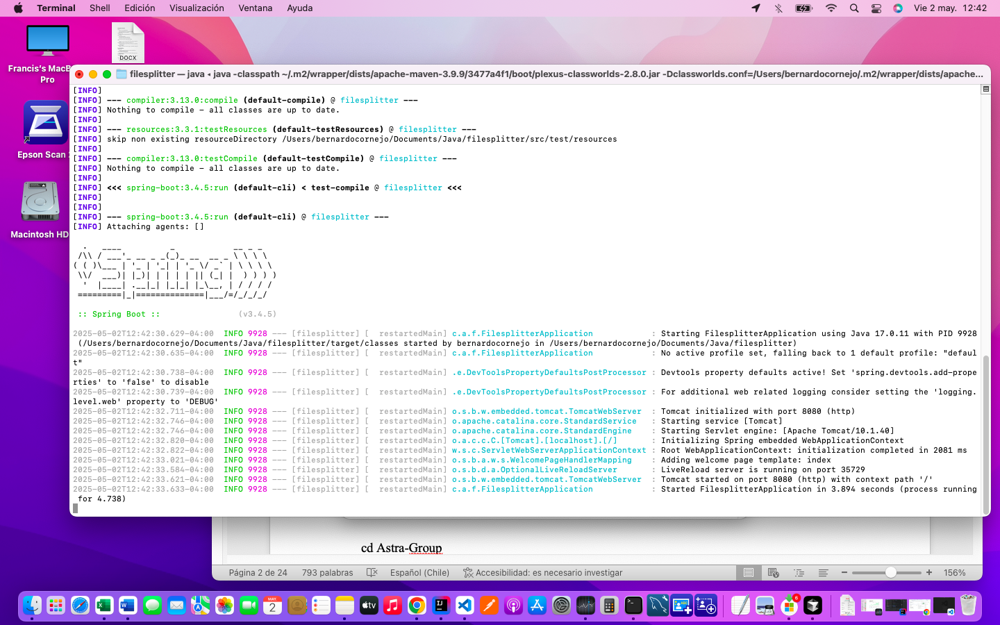 Terminal Shell Edición Visualización Ventana Ayuda Vie 2 may. 12:42
DOCX
Francis's MacB
Pro
Epson Scan
Macintosh HD
filesplitter — java ◂ java -classpath ~/.m2/wrapper/dists/apache-maven-3.9.9/3477a4f1/boot/plexus-classworlds-2.8.0.jar -Dclassworlds.conf=/Users/bernardocornejo/.m2/wrapper/dists/apache...
[INFO]
[INFO] --- compiler:3.13.0:compile (default-compile) @ filesplitter ---
[INFO] Nothing to compile - all classes are up to date.
[INFO]
[INFO] --- resources:3.3.1:testResources (default-testResources) @ filesplitter ---
[INFO] skip non existing resourceDirectory /Users/bernardocornejo/Documents/Java/filesplitter/src/test/resources
[INFO]
[INFO] --- compiler:3.13.0:testCompile (default-testCompile) @ filesplitter ---
[INFO] Nothing to compile - all classes are up to date.
[INFO]
[INFO] <<< spring-boot:3.4.5:run (default-cli) < test-compile @ filesplitter <<<
[INFO]
[INFO]
[INFO] --- spring-boot:3.4.5:run (default-cli) @ filesplitter ---
[INFO] Attaching agents: []
  .   ____          _            __ _ _
 /\\ / ___'_ __ _ _(_)_ __  __ _ \ \ \ \
( ( )\___ | '_ | '_| | '_ \/ _` | \ \ \ \
 \\/  ___)| |_)| | | | | || (_| |  ) ) ) )
  '  |____| .__|_| |_|_| |_\__, | / / / /
 =========|_|==============|___/=/_/_/_/
:: Spring Boot :: (v3.4.5)
2025-05-02T12:42:30.629-04:00 INFO 9928 --- [filesplitter] [ restartedMain] c.a.f.FilesplitterApplication : Starting FilesplitterApplication using Java 17.0.11 with PID 9928
(/Users/bernardocornejo/Documents/Java/filesplitter/target/classes started by bernardocornejo in /Users/bernardocornejo/Documents/Java/filesplitter)
2025-05-02T12:42:30.635-04:00 INFO 9928 --- [filesplitter] [ restartedMain] c.a.f.FilesplitterApplication : No active profile set, falling back to 1 default profile: "defaul
t"
2025-05-02T12:42:30.738-04:00 INFO 9928 --- [filesplitter] [ restartedMain] .e.DevToolsPropertyDefaultsPostProcessor : Devtools property defaults active! Set 'spring.devtools.add-prope
rties' to 'false' to disable
2025-05-02T12:42:30.739-04:00 INFO 9928 --- [filesplitter] [ restartedMain] .e.DevToolsPropertyDefaultsPostProcessor : For additional web related logging consider setting the 'logging.
level.web' property to 'DEBUG'
2025-05-02T12:42:32.711-04:00 INFO 9928 --- [filesplitter] [ restartedMain] o.s.b.w.embedded.tomcat.TomcatWebServer : Tomcat initialized with port 8080 (http)
2025-05-02T12:42:32.746-04:00 INFO 9928 --- [filesplitter] [ restartedMain] o.apache.catalina.core.StandardService : Starting service [Tomcat]
2025-05-02T12:42:32.746-04:00 INFO 9928 --- [filesplitter] [ restartedMain] o.apache.catalina.core.StandardEngine : Starting Servlet engine: [Apache Tomcat/10.1.40]
2025-05-02T12:42:32.820-04:00 INFO 9928 --- [filesplitter] [ restartedMain] o.a.c.c.C.[Tomcat].[localhost].[/] : Initializing Spring embedded WebApplicationContext
2025-05-02T12:42:32.822-04:00 INFO 9928 --- [filesplitter] [ restartedMain] w.s.c.ServletWebServerApplicationContext : Root WebApplicationContext: initialization completed in 2081 ms
2025-05-02T12:42:33.021-04:00 INFO 9928 --- [filesplitter] [ restartedMain] o.s.b.a.w.s.WelcomePageHandlerMapping : Adding welcome page template: index
2025-05-02T12:42:33.584-04:00 INFO 9928 --- [filesplitter] [ restartedMain] o.s.b.d.a.OptionalLiveReloadServer : LiveReload server is running on port 35729
2025-05-02T12:42:33.621-04:00 INFO 9928 --- [filesplitter] [ restartedMain] o.s.b.w.embedded.tomcat.TomcatWebServer : Tomcat started on port 8080 (http) with context path '/'
2025-05-02T12:42:33.633-04:00 INFO 9928 --- [filesplitter] [ restartedMain] c.a.f.FilesplitterApplication : Started FilesplitterApplication in 3.894 seconds (process running
for 4.738)
cd Astra-Group
Página 2 de 24 793 palabras Español (Chile) Accesibilidad: es necesario investigar 156%
MAY.
2
tv
6